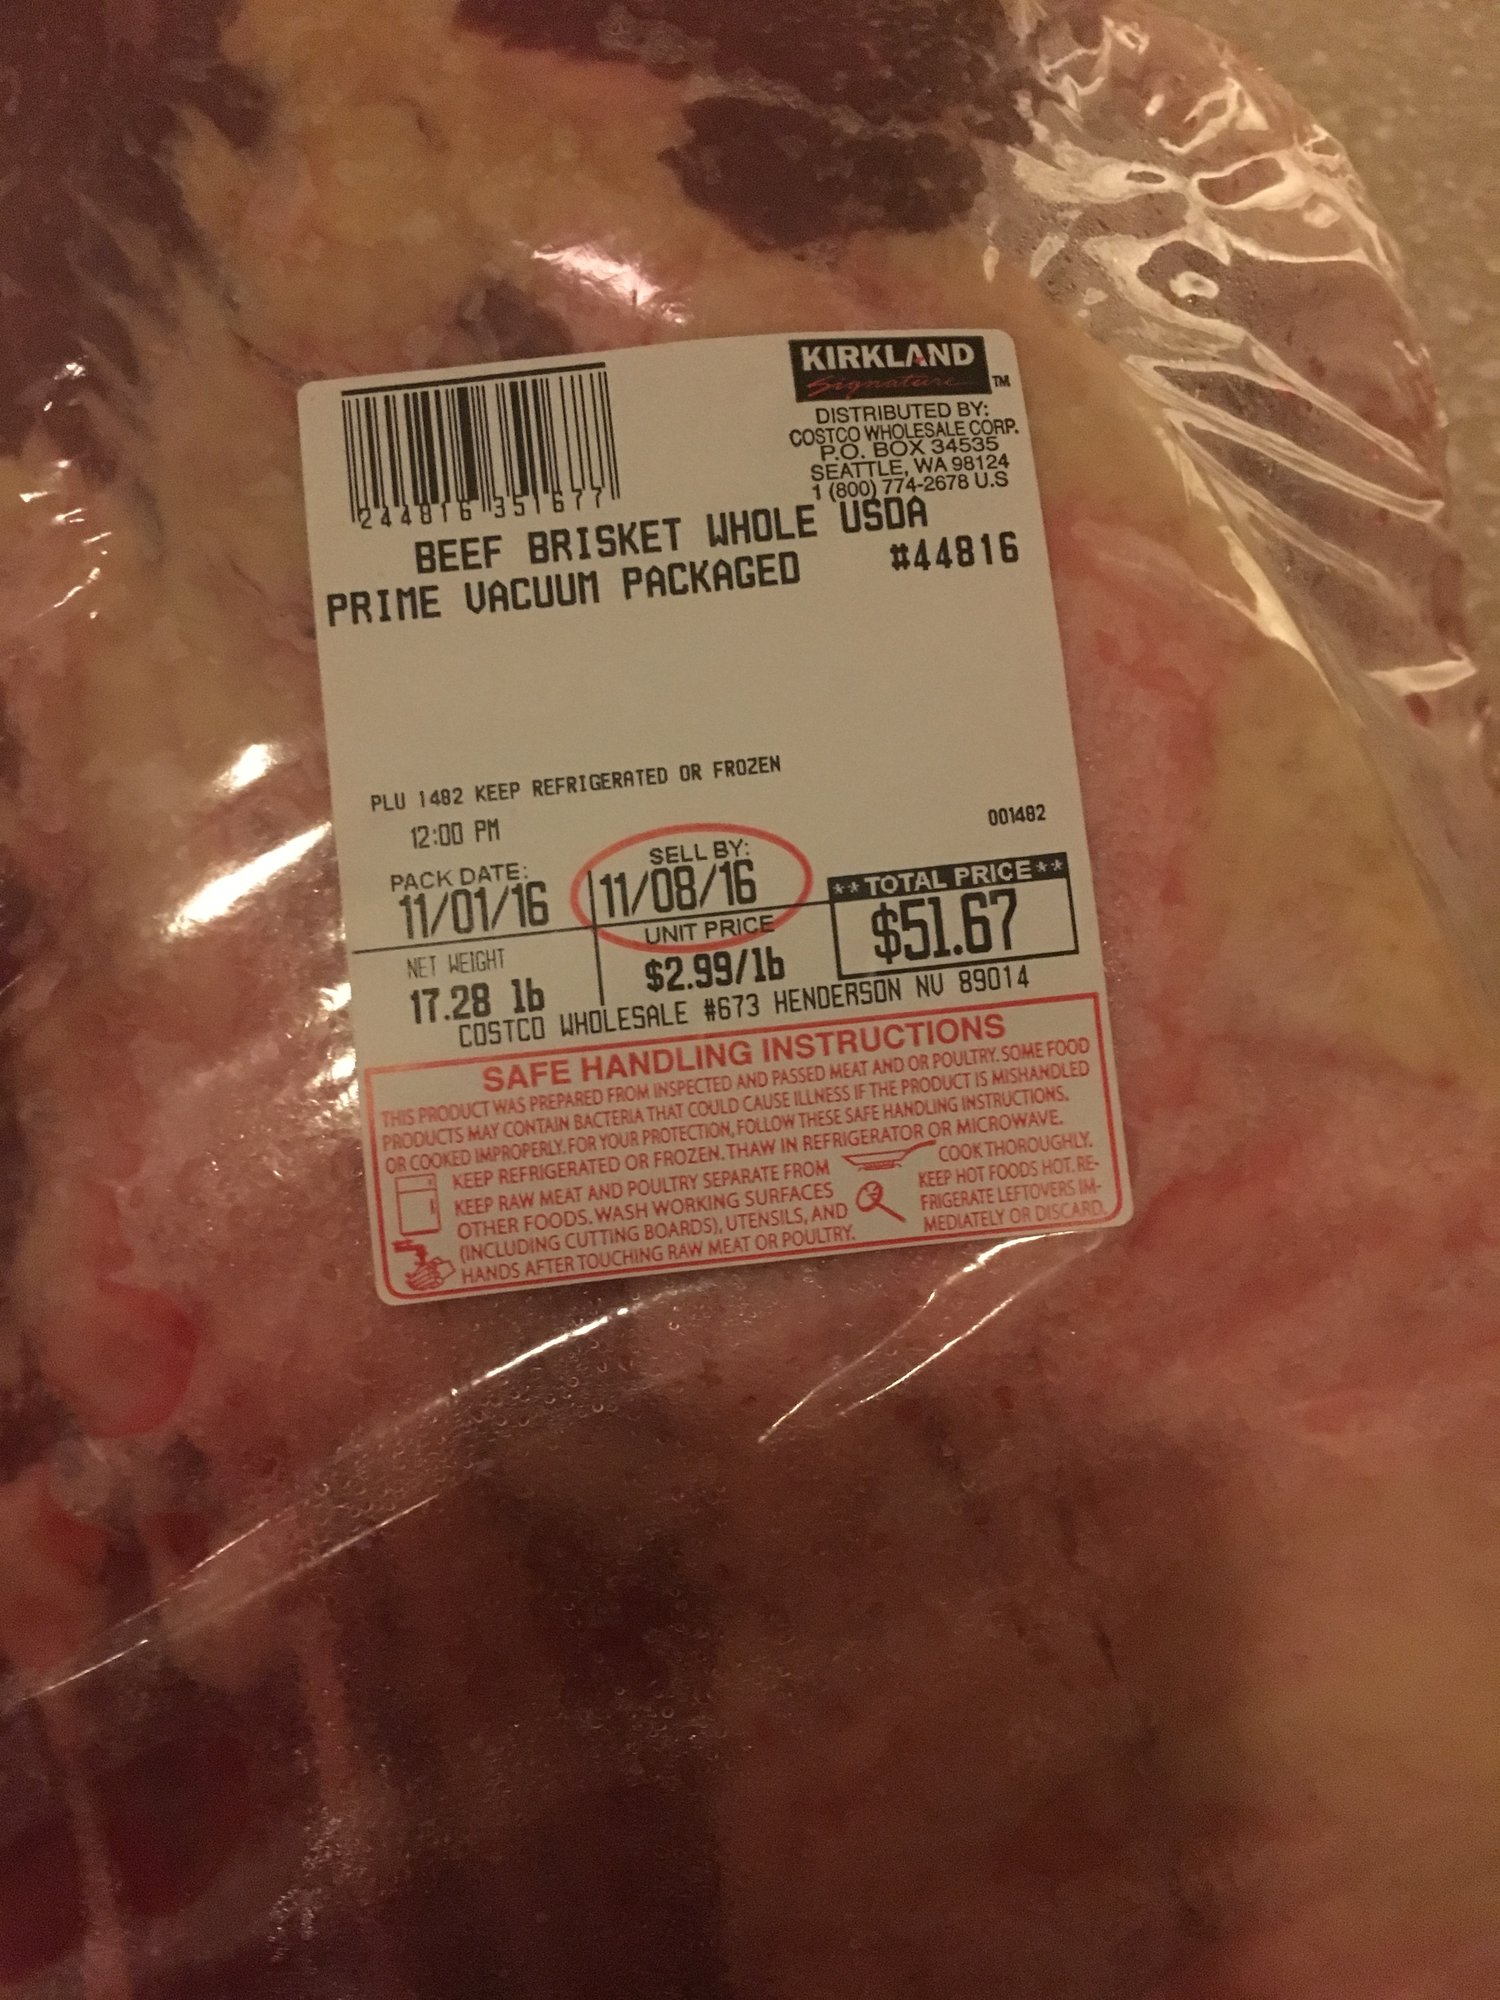 KIRKLAND
Signature TM
DISTRIBUTED BY:
COSTCO WHOLESALE CORP.
P.O. BOX 34535
SEATTLE, WA 98124
1 (800) 774-2678 U.S
244816 351677
BEEF BRISKET WHOLE USDA
PRIME VACUUM PACKAGED #44816
PLU 1482 KEEP REFRIGERATED OR FROZEN
12:00 PM
001482
PACK DATE:
11/01/16
SELL BY:
11/08/16
**TOTAL PRICE**
$51.67
NET WEIGHT
17.28 lb
UNIT PRICE
$2.99/lb
COSTCO WHOLESALE #673 HENDERSON NV 89014
SAFE HANDLING INSTRUCTIONS
THIS PRODUCT WAS PREPARED FROM INSPECTED AND PASSED MEAT AND OR POULTRY. SOME FOOD
PRODUCTS MAY CONTAIN BACTERIA THAT COULD CAUSE ILLNESS IF THE PRODUCT IS MISHANDLED
OR COOKED IMPROPERLY. FOR YOUR PROTECTION, FOLLOW THESE SAFE HANDLING INSTRUCTIONS.
KEEP REFRIGERATED OR FROZEN. THAW IN REFRIGERATOR OR MICROWAVE.
KEEP RAW MEAT AND POULTRY SEPARATE FROM
OTHER FOODS. WASH WORKING SURFACES
(INCLUDING CUTTING BOARDS), UTENSILS, AND
HANDS AFTER TOUCHING RAW MEAT OR POULTRY.
COOK THOROUGHLY.
KEEP HOT FOODS HOT. RE-
FRIGERATE LEFTOVERS IM-
MEDIATELY OR DISCARD.